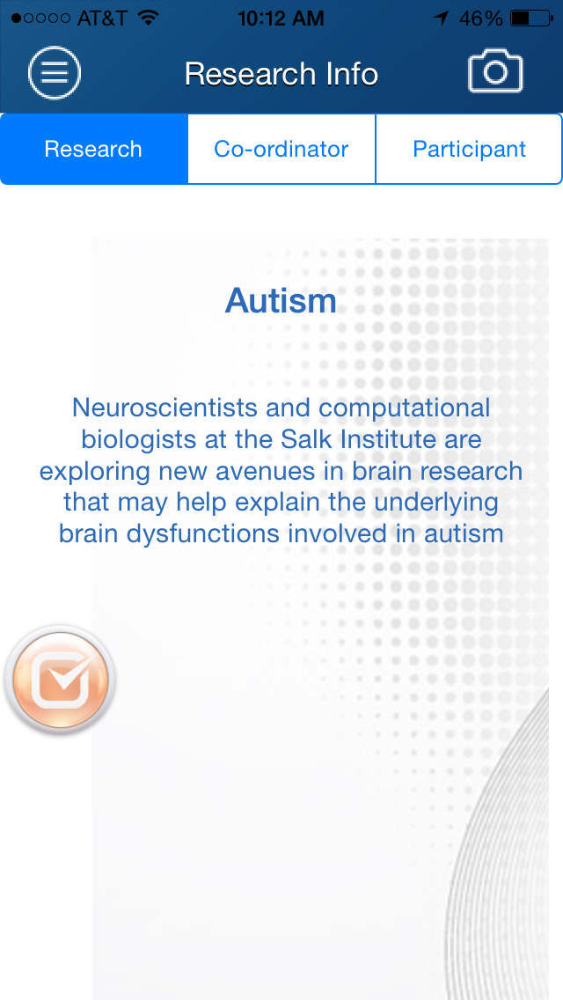 AT&T 10:12 AM 46%
Research Info
Research Co-ordinator Participant
Autism
Neuroscientists and computational
biologists at the Salk Institute are
exploring new avenues in brain research
that may help explain the underlying
brain dysfunctions involved in autism